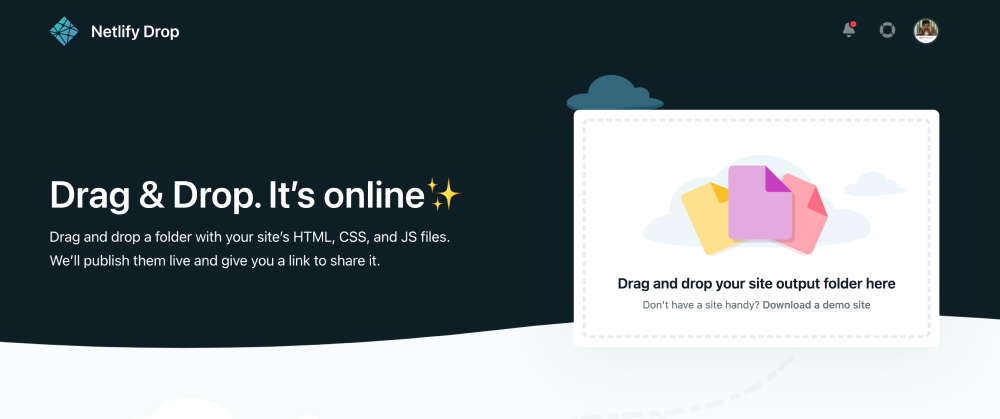 Netlify Drop
Drag & Drop. It’s online✨
Drag and drop a folder with your site’s HTML, CSS, and JS files.
We’ll publish them live and give you a link to share it.
Drag and drop your site output folder here
Don’t have a site handy? Download a demo site